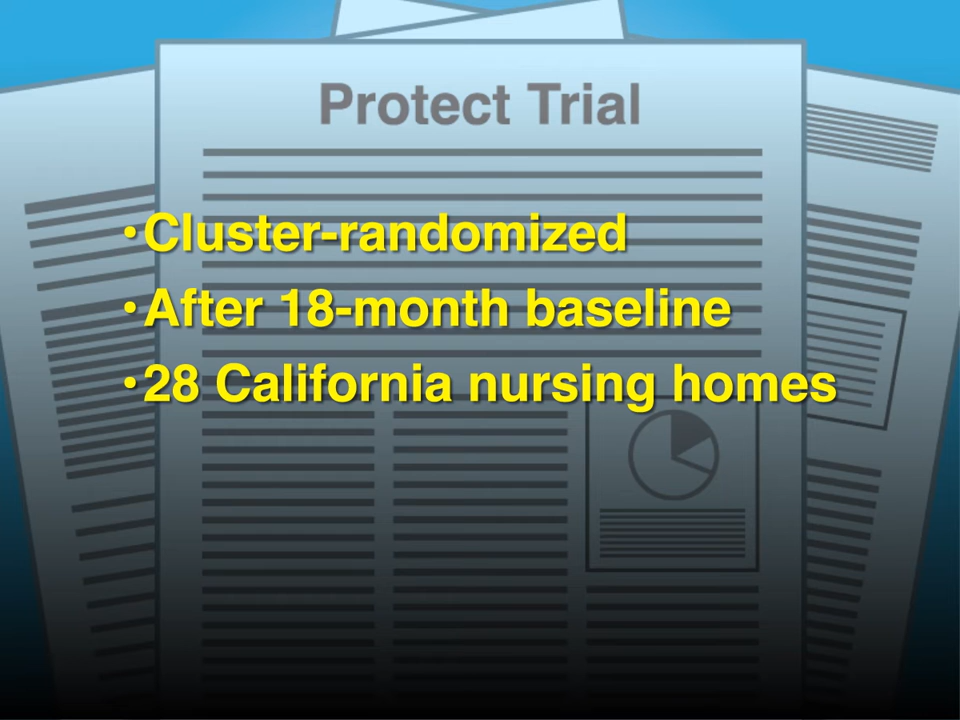 Protect Trial
•Cluster-randomized
•After 18-month baseline
•28 California nursing homes